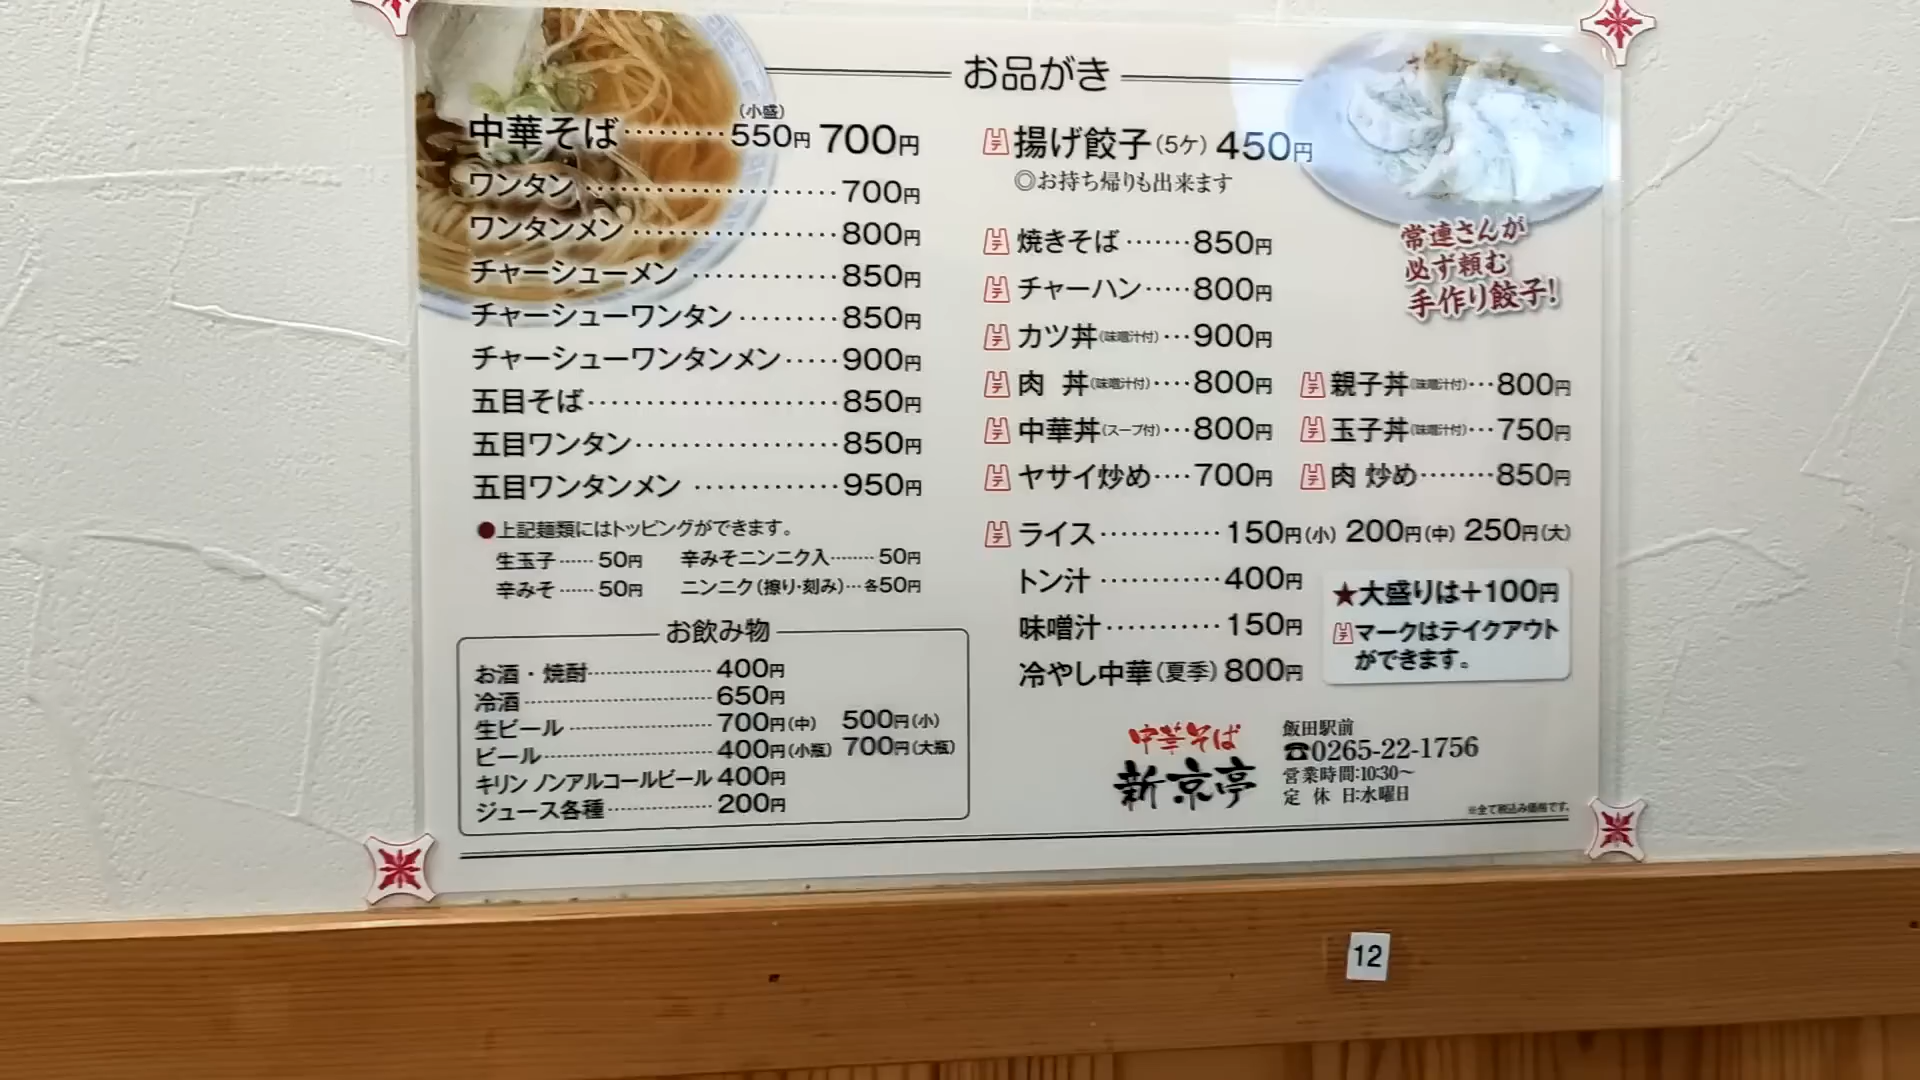 お品がき
(小盛)
中華そば 550円 700円
ワンタン 700円
ワンタンメン 800円
チャーシューメン 850円
チャーシューワンタン 850円
チャーシューワンタンメン 900円
五目そば 850円
五目ワンタン 850円
五目ワンタンメン 950円
●上記麺類にはトッピングができます。
生玉子 50円 辛みそニンニク入 50円
辛みそ 50円 ニンニク(擦り·刻み) 各50円
お飲み物
お酒・焼酎 400円
冷酒 650円
生ビール 700円(中) 500円(小)
ビール 400円(小瓶) 700円(大瓶)
キリン ノンアルコールビール 400円
ジュース各種 200円
テ 揚げ餃子(5ケ) 450円
◎お持ち帰りも出来ます
常連さんが
必ず頼む
手作り餃子!
テ 焼きそば 850円
テ チャーハン 800円
テ カツ丼(味噌汁付) 900円
テ 肉 丼(味噌汁付) 800円 テ 親子丼(味噌汁付) 800円
テ 中華丼(スープ付) 800円 テ 玉子丼(味噌汁付) 750円
テ ヤサイ炒め 700円 テ 肉 炒め 850円
テ ライス 150円(小) 200円(中) 250円(大)
トン汁 400円
味噌汁 150円
冷やし中華(夏季) 800円
★大盛りは+100円
テ マークはテイクアウト
ができます。
中華そば
新京亭
飯田駅前
☎0265-22-1756
営業時間:10:30〜
定 休 日:水曜日
※全て税込み価格です。
12